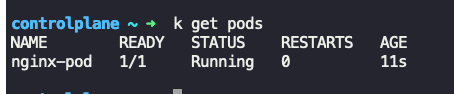 controlplane ~ ➜  k get pods
NAME        READY   STATUS    RESTARTS   AGE
nginx-pod   1/1     Running   0          11s